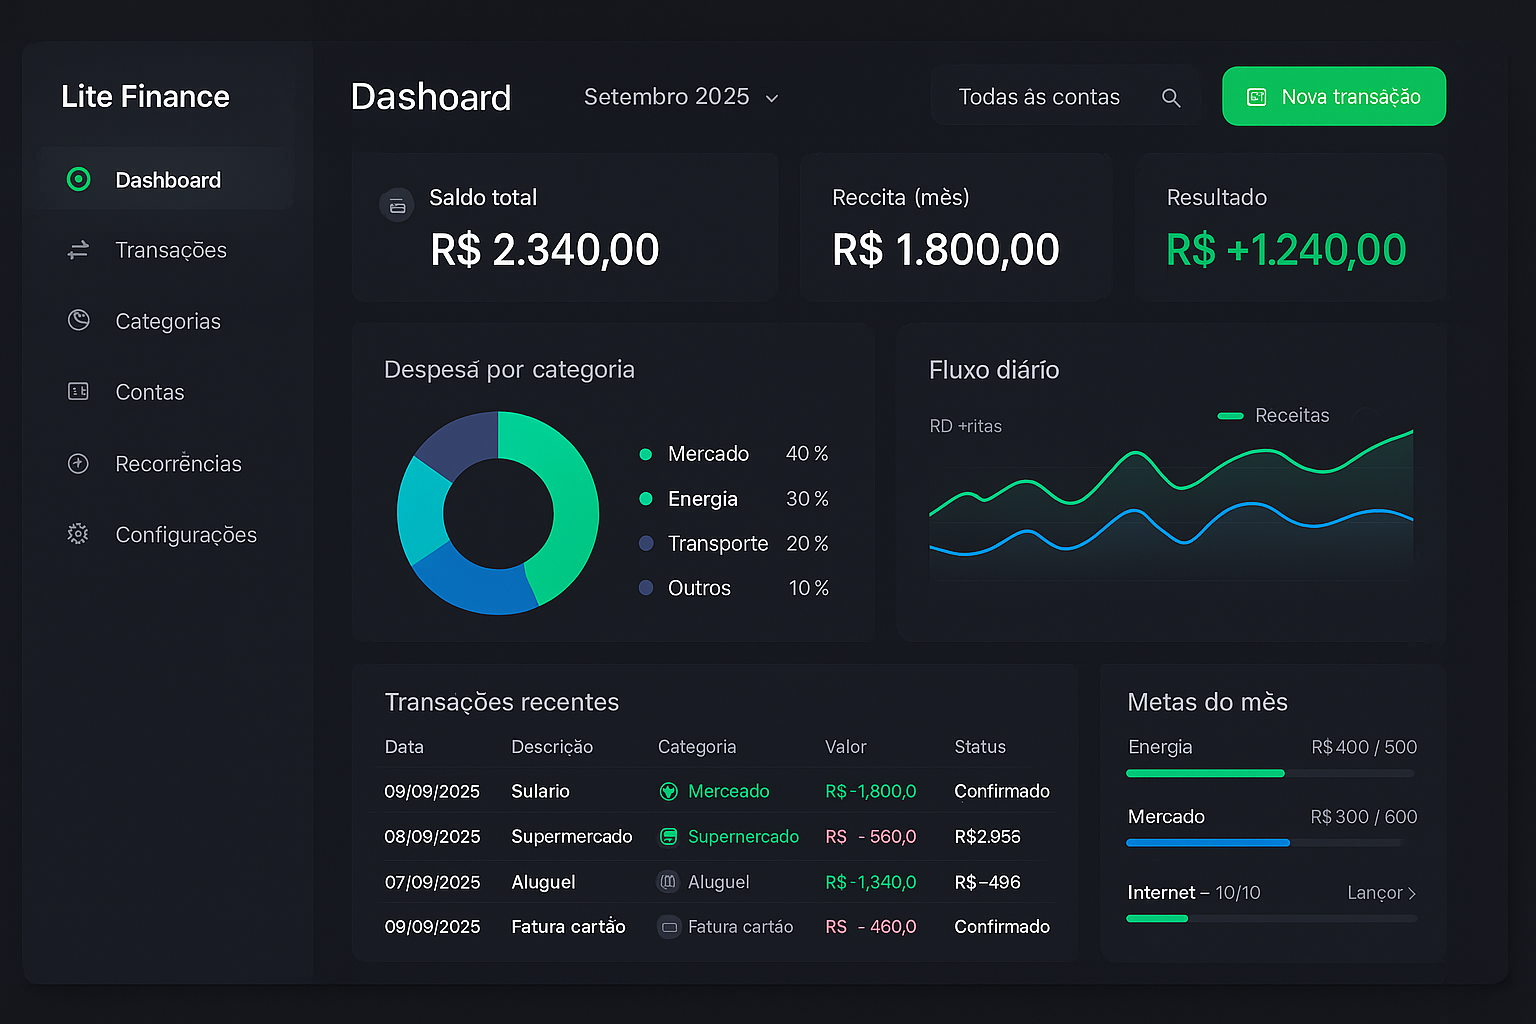 Lite Finance
Dashboard
Transações
Categorias
Contas
Recorrências
Configurações
Dashoard
Setembro 2025
Todas âs contas
Nova transâção
Saldo total
R$ 2.340,00
Reccita (mès)
R$ 1.800,00
Resultado
R$ +1.240,00
Despesá por categoria
Mercado 40 %
Energia 30 %
Transporte 20 %
Outros 10 %
Fluxo diárío
RD +ritas
Receitas
Transações recentes
Data Descrição Categoria Valor Status
09/09/2025 Sulario Merceado R$-1,800,0 Confirmado
08/09/2025 Supermercado Supernercado RS - 560,0 R$2.956
07/09/2025 Aluguel Aluguel R$-1,340,0 R$–496
09/09/2025 Fatura cartão Fatura cartáo RS - 460,0 Confirmado
Metas do mès
Energia R$400 / 500
Mercado R$300 / 600
Internet – 10/10 Lançor >